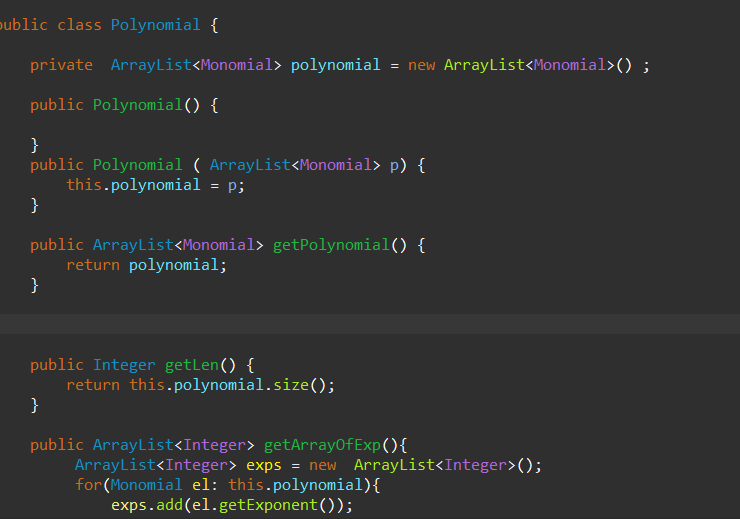 public class Polynomial {
private  ArrayList<Monomial> polynomial = new ArrayList<Monomial>() ;
public Polynomial() {
}
public Polynomial ( ArrayList<Monomial> p) {
this.polynomial = p;
}
public ArrayList<Monomial> getPolynomial() {
return polynomial;
}
public Integer getLen() {
return this.polynomial.size();
}
public ArrayList<Integer> getArrayOfExp(){
ArrayList<Integer> exps = new  ArrayList<Integer>();
for(Monomial el: this.polynomial){
exps.add(el.getExponent());